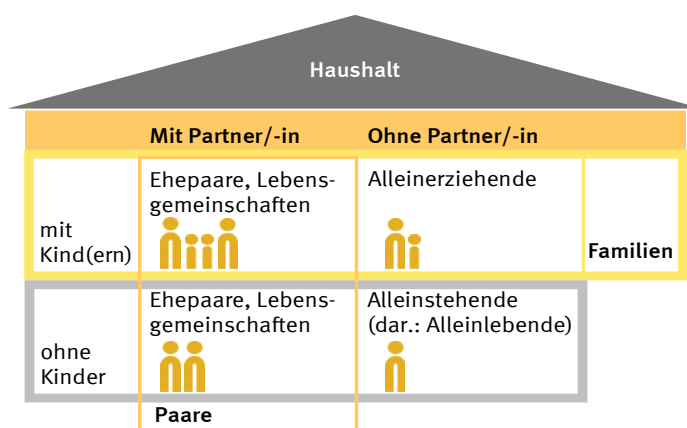 Haushalt
Mit Partner/-in
Ohne Partner/-in
mit
Kind(ern)
Ehepaare, Lebens-
gemeinschaften
Alleinerziehende
Familien
ohne
Kinder
Ehepaare, Lebens-
gemeinschaften
Alleinstehende
(dar.: Alleinlebende)
Paare